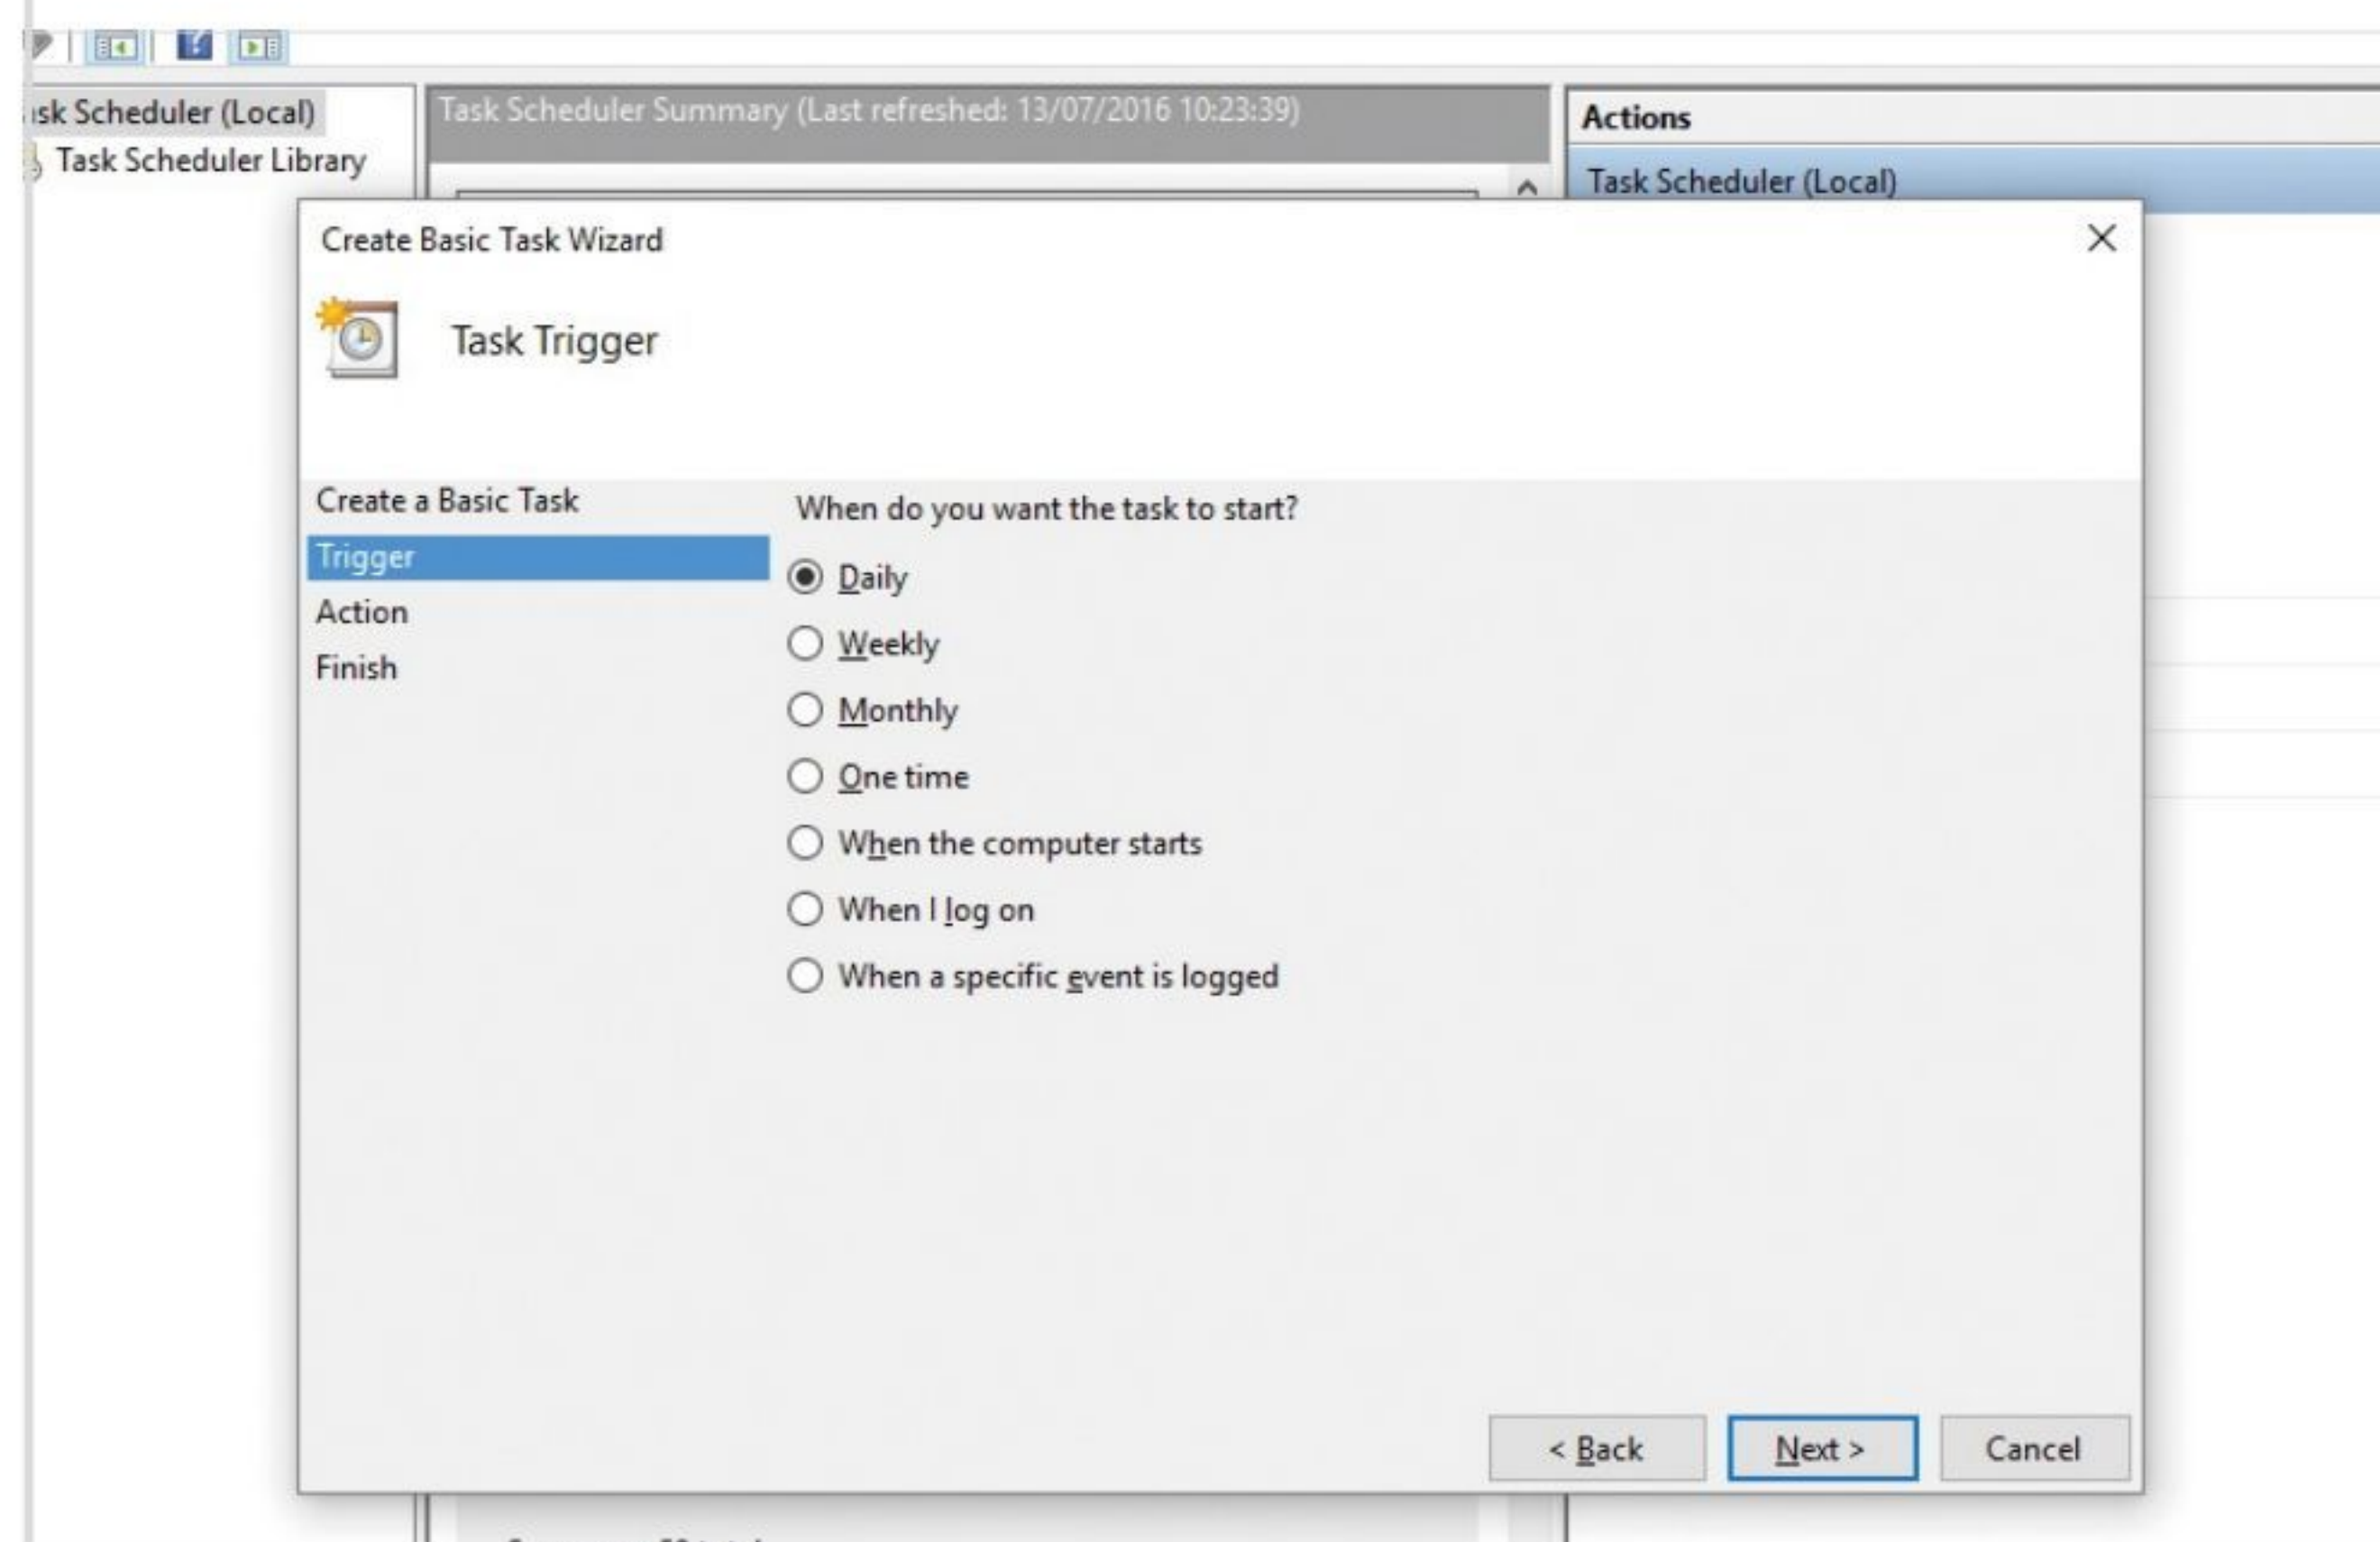 Task Scheduler (Local)
Task Scheduler Library
Task Scheduler Summary (Last refreshed: 13/07/2016 10:23:39)
Actions
Task Scheduler (Local)
Create Basic Task Wizard
Task Trigger
Create a Basic Task
Trigger
Action
Finish
When do you want the task to start?
Daily
Weekly
Monthly
One time
When the computer starts
When I log on
When a specific event is logged
< Back
Next >
Cancel